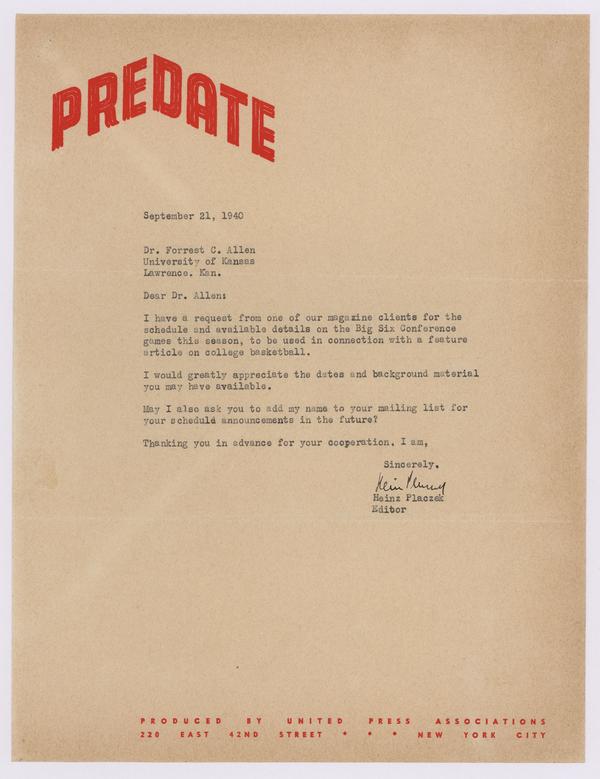 PREDATE
September 21, 1940
Dr. Forrest C. Allen
University of Kansas
Lawrence. Kan.
Dear Dr. Allen:
I have a request from one of our magazine clients for the
schedule and available details on the Big Six Conference
games this season, to be used in connection with a feature
article on college basketball.
I would greatly appreciate the dates and background material
you may have available.
May I also ask you to add my name to your mailing list for
your schedule announcements in the future?
Thanking you in advance for your cooperation, I am,
Sincerely,
Heinz Placzek
Editor
PRODUCED BY UNITED PRESS ASSOCIATIONS
220 EAST 42ND STREET * * * NEW YORK CITY